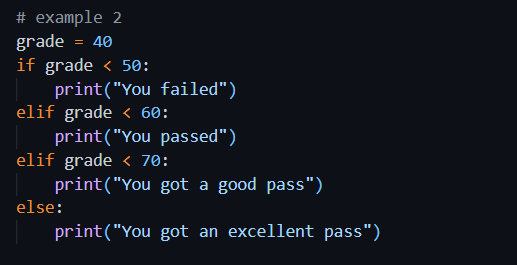 # example 2
grade = 40
if grade < 50:
    print("You failed")
elif grade < 60:
    print("You passed")
elif grade < 70:
    print("You got a good pass")
else:
    print("You got an excellent pass")